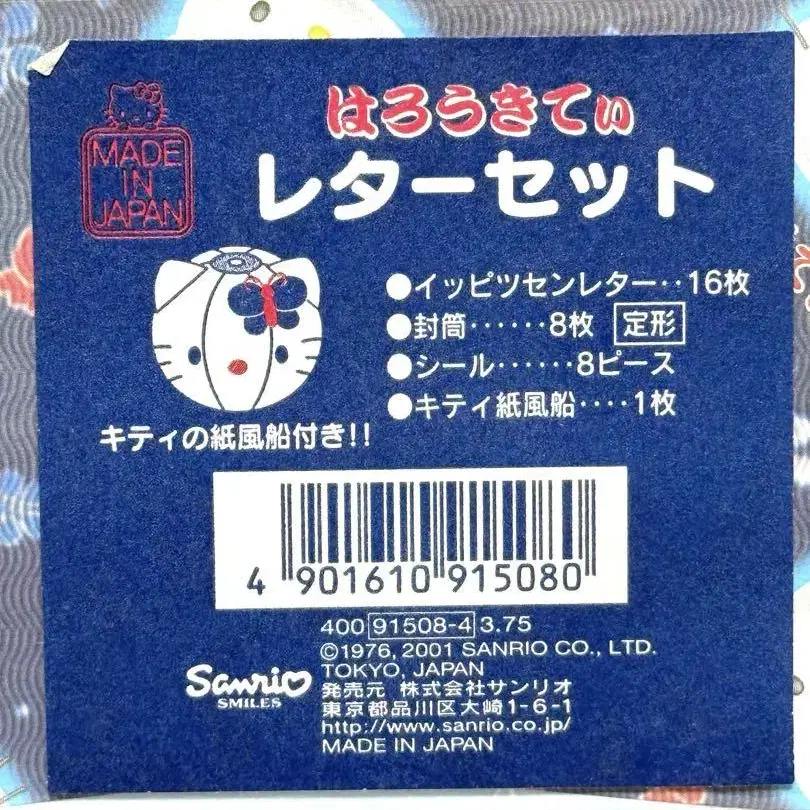 MADE
IN
JAPAN
はろうきてぃ
レターセット
●イッピツセンレター‥16枚
●封筒‥‥‥8枚 定形
●シール‥‥‥8ピース
●キティ紙風船‥‥1枚
キティの紙風船付き!!
4 901610 915080
400 91508-4 3.75
©1976, 2001 SANRIO CO., LTD.
TOKYO, JAPAN
Sanrio
SMILES
発売元 株式会社サンリオ
東京都品川区大崎1-6-1
http://www.sanrio.co.jp/
MADE IN JAPAN